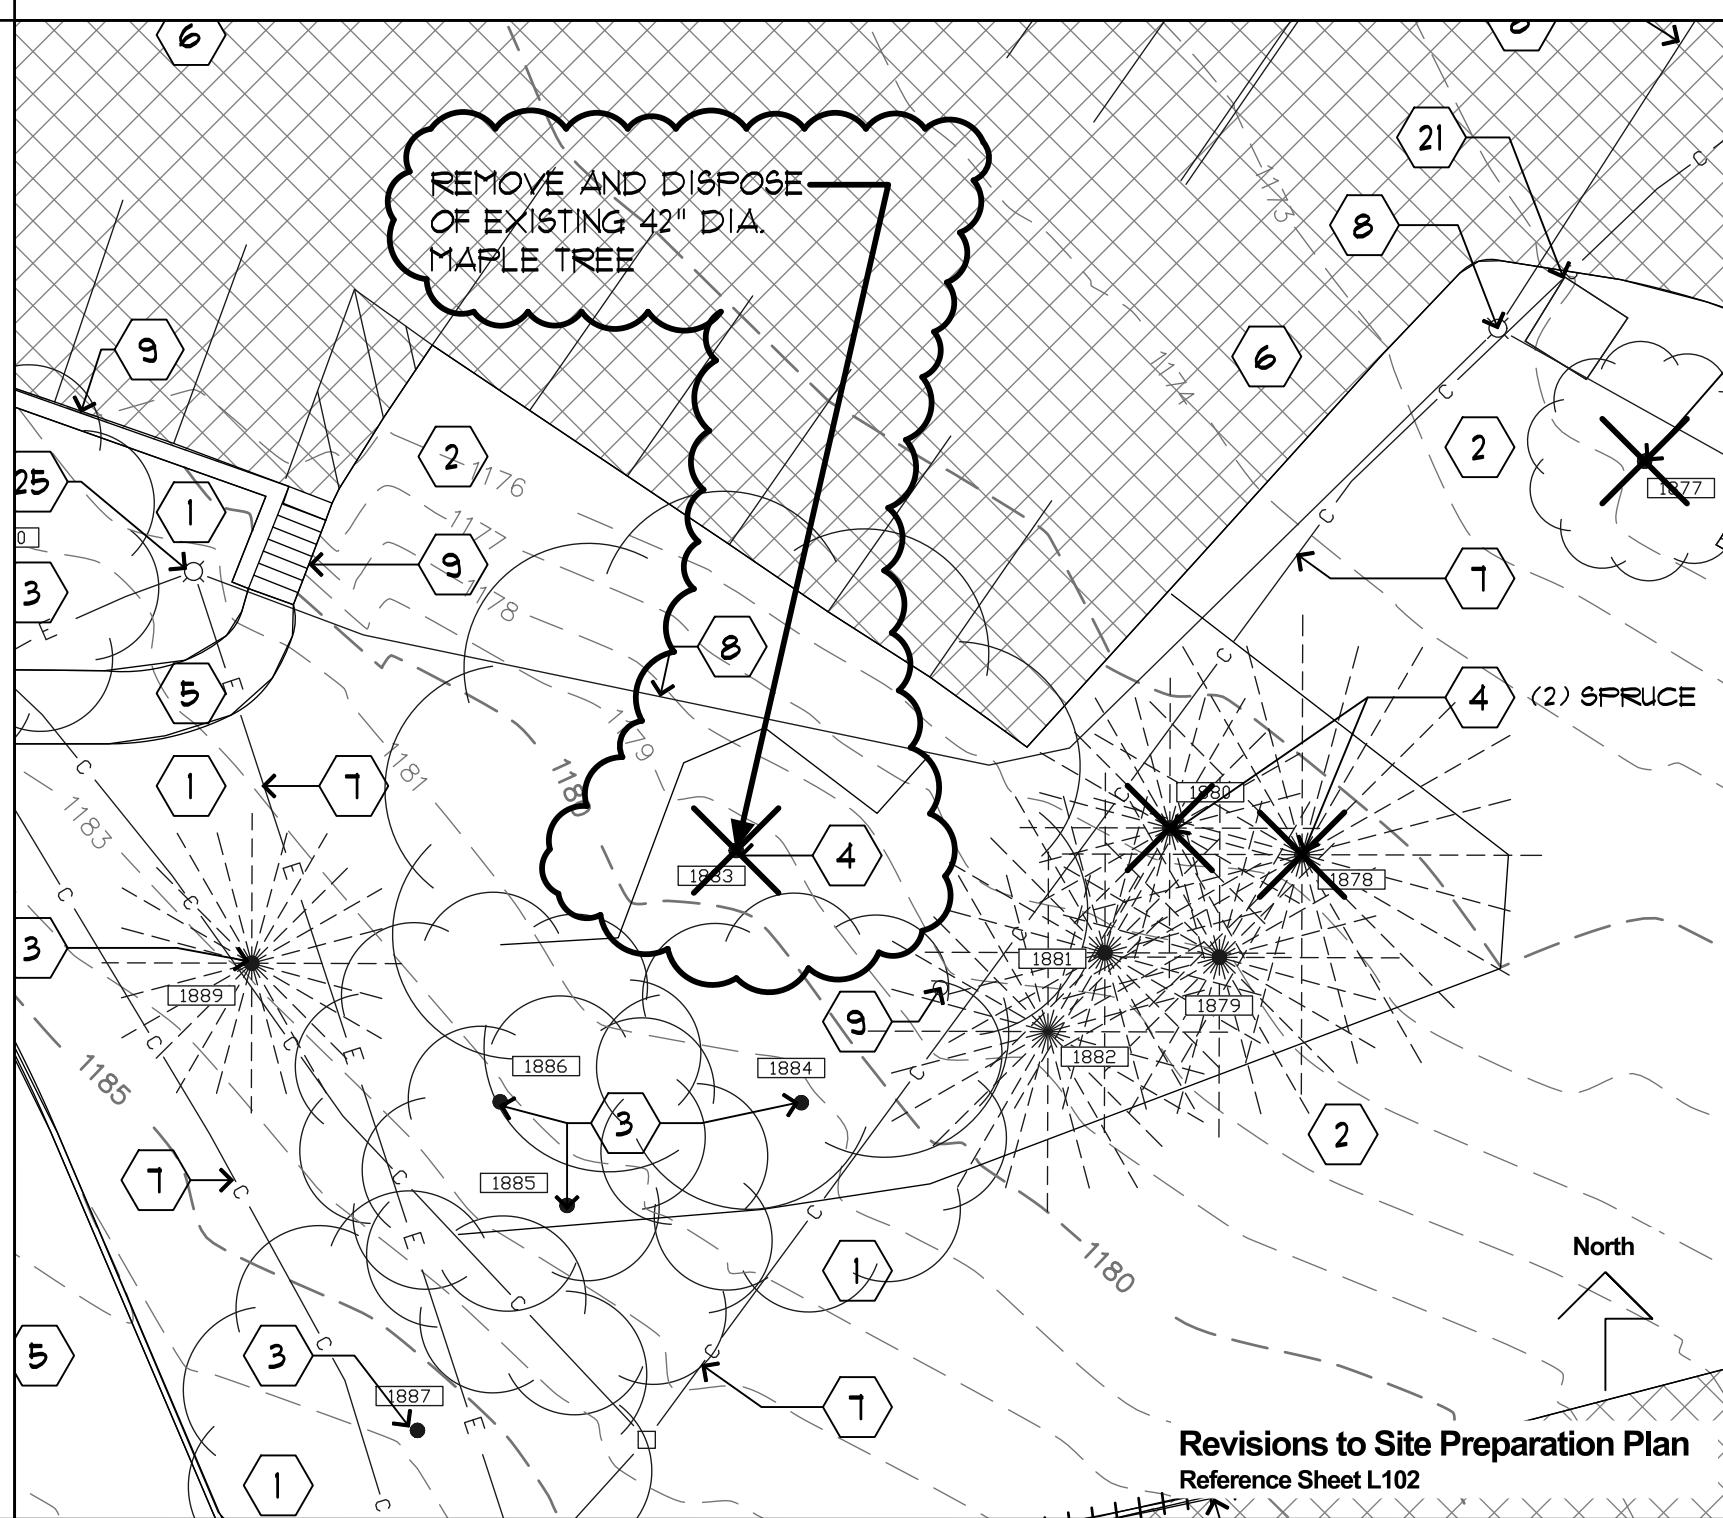 6
21
1173
REMOVE AND DISPOSE
OF EXISTING 42" DIA.
MAPLE TREE
8
C
9
6
1174
C
2
1176
2
25
1
1877
1177
C
0
9
7
3
1178
E
8
C
5
E
4 (2) SPRUCE
1179
C
1181
1
7
1180
1880
C
1183
4
E
1883
1878
C
C
3
C
1881
1889
9
1879
C
C
E
1882
1185
1886
1884
C
3
2
7
C
1885
C
C
E
North
1
1180
C
C
5
3
C
1887
7
E
Revisions to Site Preparation Plan
1
Reference Sheet L102
C